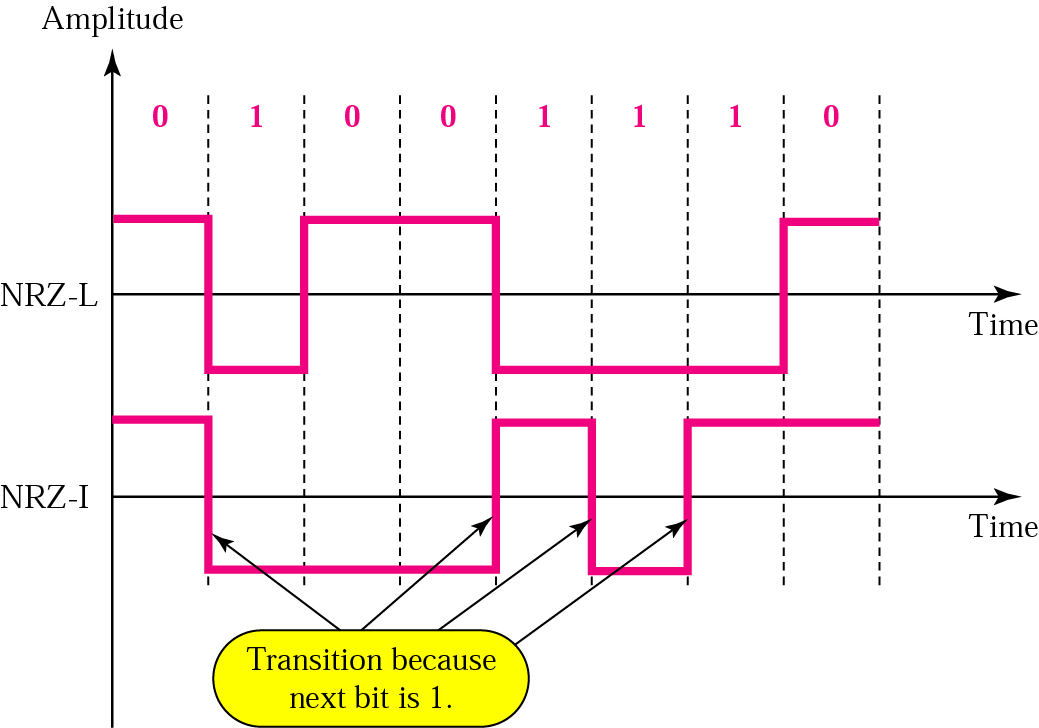 Amplitude
0 1 0 0 1 1 1 0
NRZ-L
Time
NRZ-I
Time
Transition because
next bit is 1.